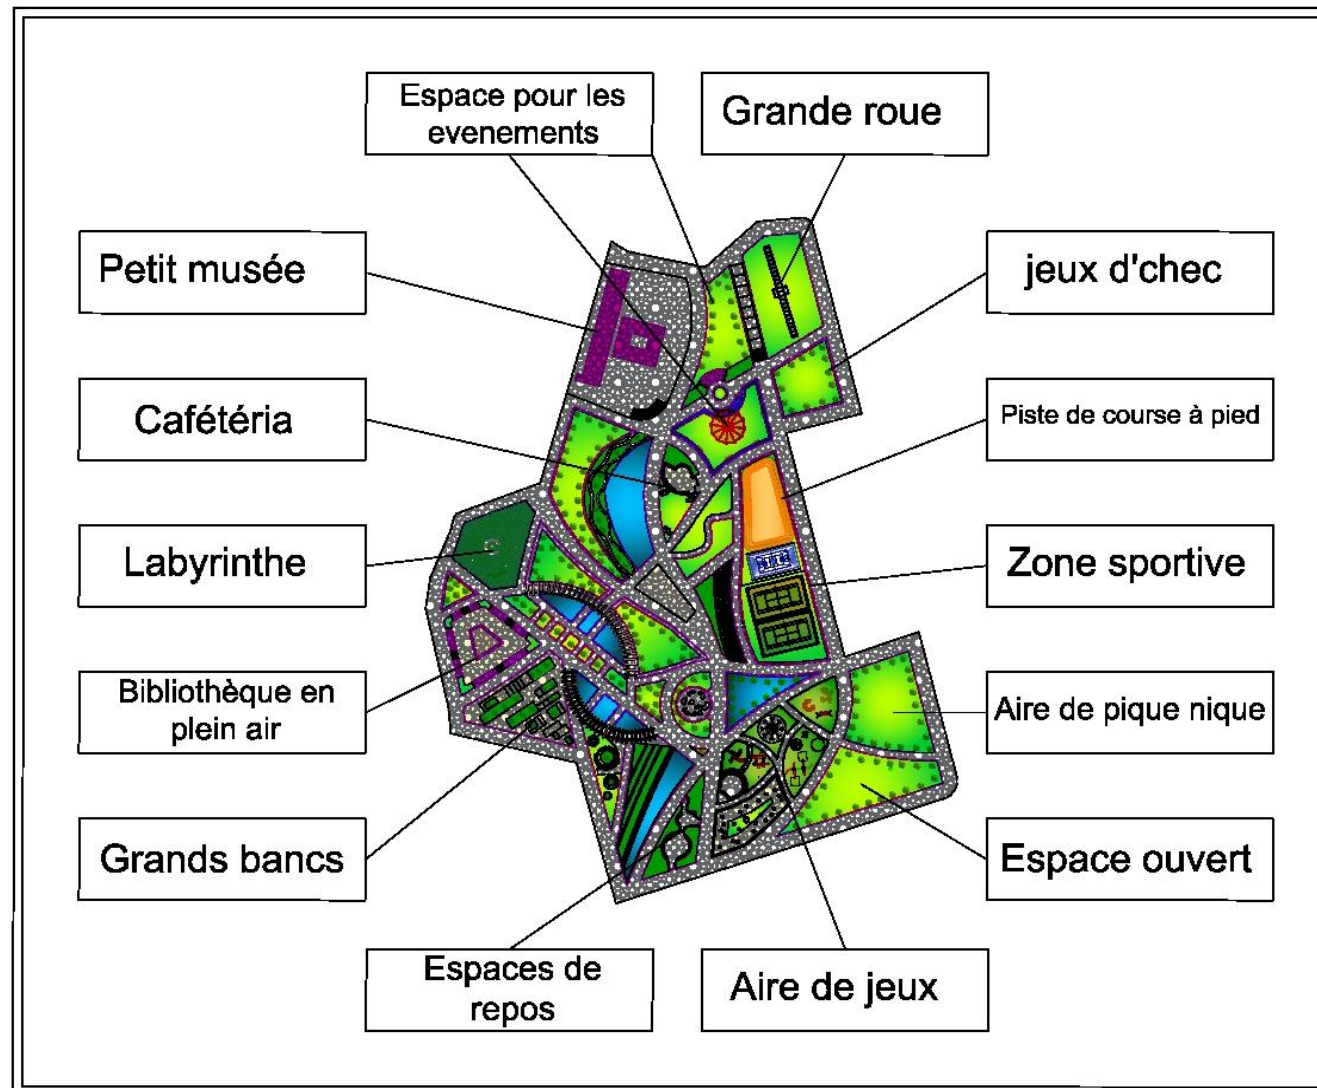 Espace pour les
evenements
Grande roue
Petit musée
jeux d'chec
Cafétéria
Piste de course à pied
Labyrinthe
Zone sportive
Bibliothèque en
plein air
Aire de pique nique
Grands bancs
Espace ouvert
Espaces de
repos
Aire de jeux